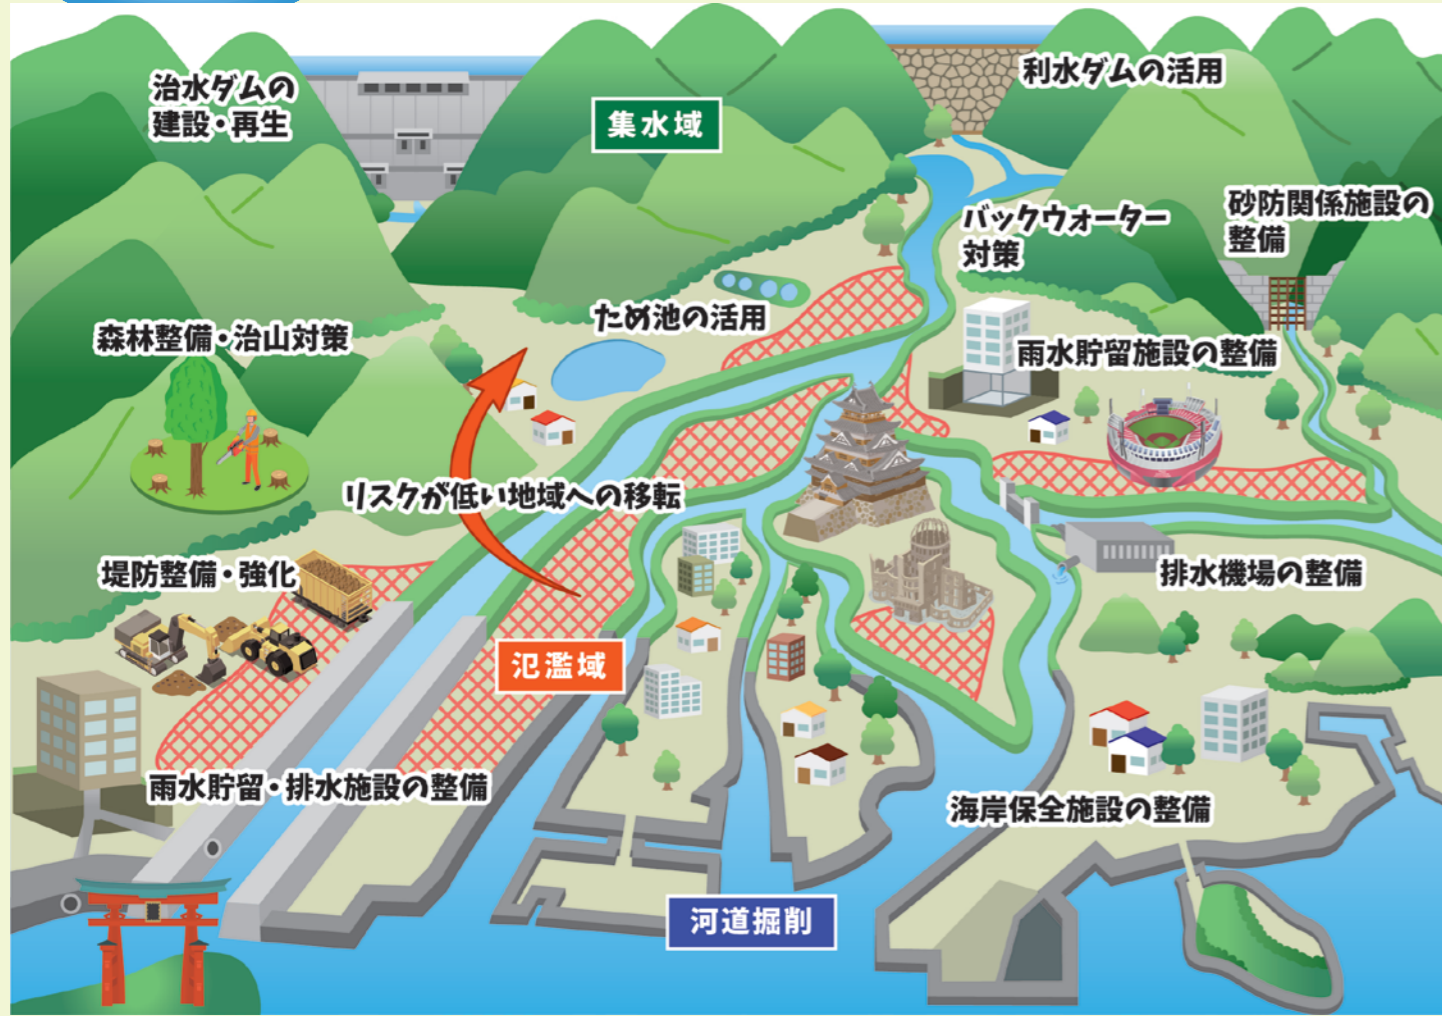 治水ダムの
建設・再生
集水域
利水ダムの活用
バックウォーター
対策
砂防関係施設の
整備
ため池の活用
森林整備・治山対策
雨水貯留施設の整備
リスクが低い地域への移転
堤防整備・強化
排水機場の整備
氾濫域
雨水貯留・排水施設の整備
海岸保全施設の整備
河道掘削